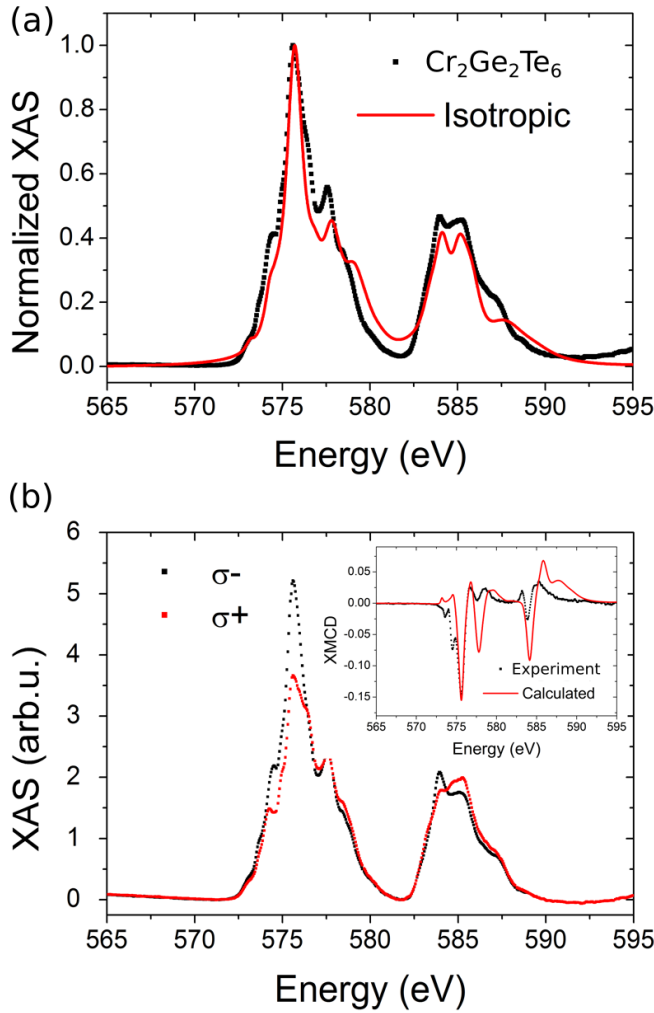 (a)
1.0
0.8
0.6
0.4
0.2
0.0
Normalized XAS
Cr₂Ge₂Te₆
Isotropic
565 570 575 580 585 590 595
Energy (eV)
(b)
6
5
4
3
2
1
0
XAS (arb.u.)
σ-
σ+
0.05
0.00
-0.05
-0.10
-0.15
XMCD
Experiment
Calculated
565 570 575 580 585 590 595
Energy (eV)
565 570 575 580 585 590 595
Energy (eV)